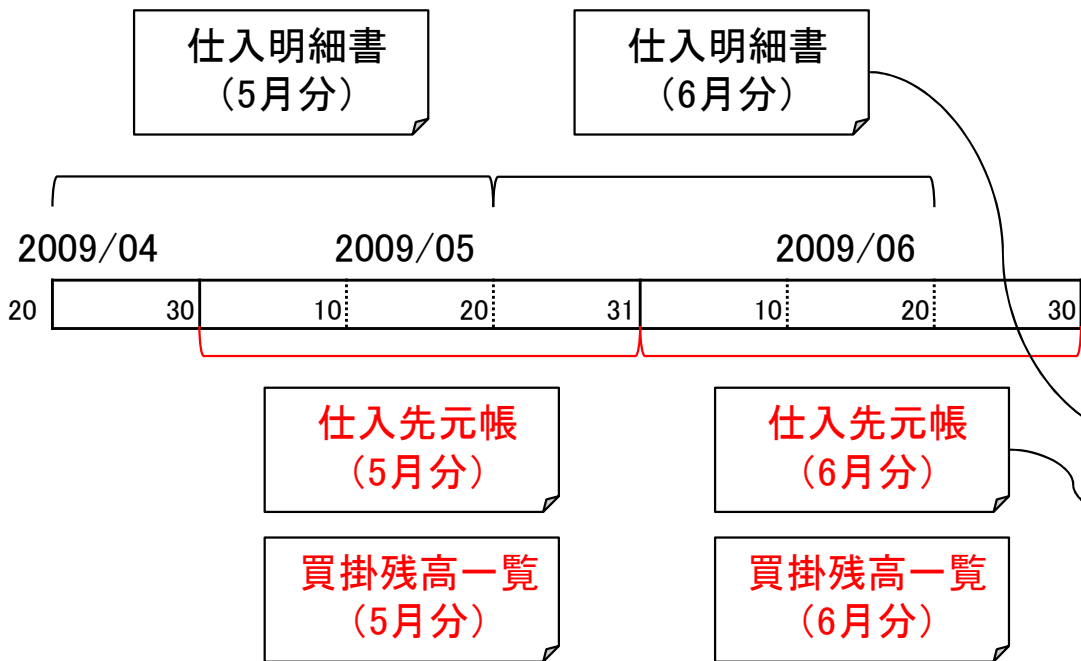 仕入明細書
(5月分)
仕入明細書
(6月分)
2009/04
2009/05
2009/06
20
30
10
20
31
10
20
30
仕入先元帳
(5月分)
仕入先元帳
(6月分)
買掛残高一覧
(5月分)
買掛残高一覧
(6月分)